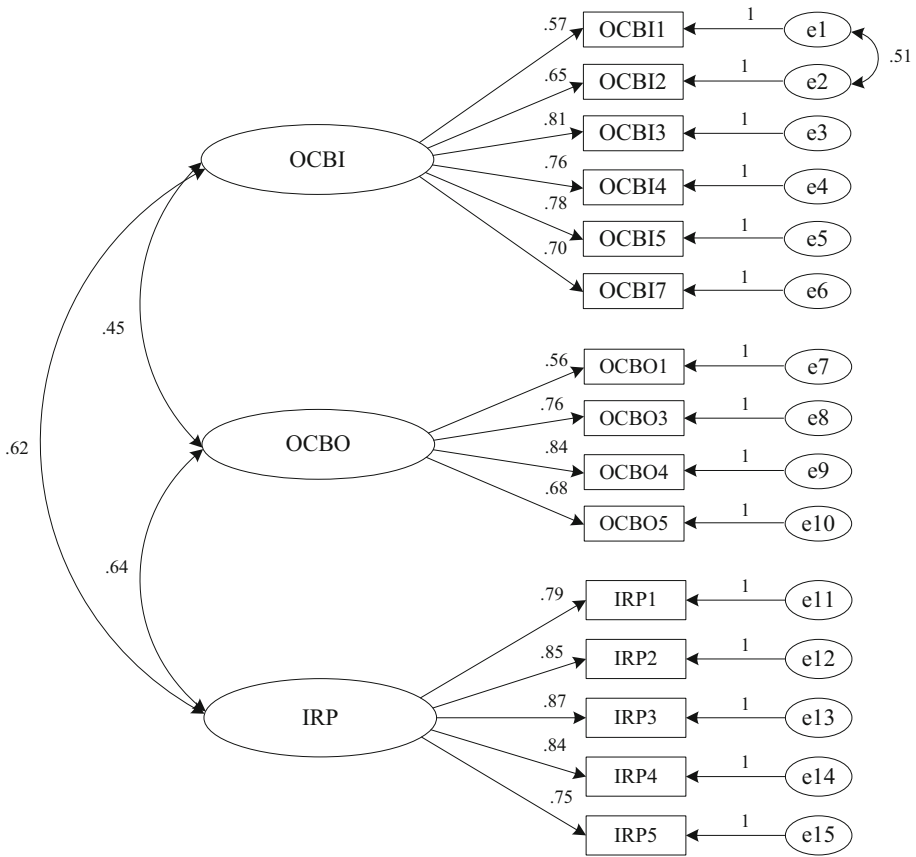 .57 OCBI1 1 e1
.51
.65 OCBI2 1 e2
.81 OCBI3 1 e3
OCBI
.76 OCBI4 1 e4
.78 OCBI5 1 e5
.70 OCBI7 1 e6
.45
.56 OCBO1 1 e7
.76 OCBO3 1 e8
OCBO
.62
.84 OCBO4 1 e9
.68 OCBO5 1 e10
.64
.79 IRP1 1 e11
.85 IRP2 1 e12
IRP .87 IRP3 1 e13
.84 IRP4 1 e14
.75 IRP5 1 e15